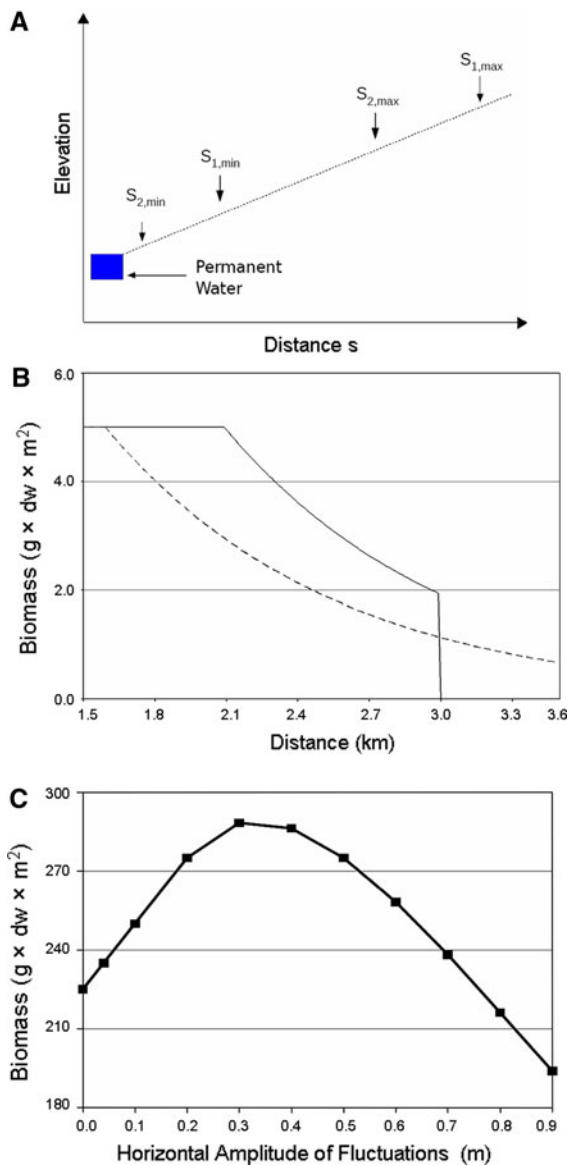 A
Elevation
S1,max
S2,max
S1,min
S2,min
Permanent
Water
Distance s
B
Biomass (g × dw × m²)
6.0
4.0
2.0
0.0
1.5 1.8 2.1 2.4 2.7 3.0 3.3 3.6
Distance (km)
C
Biomass (g × dw × m²)
300
270
240
210
180
0.0 0.1 0.2 0.3 0.4 0.5 0.6 0.7 0.8 0.9
Horizontal Amplitude of Fluctuations (m)